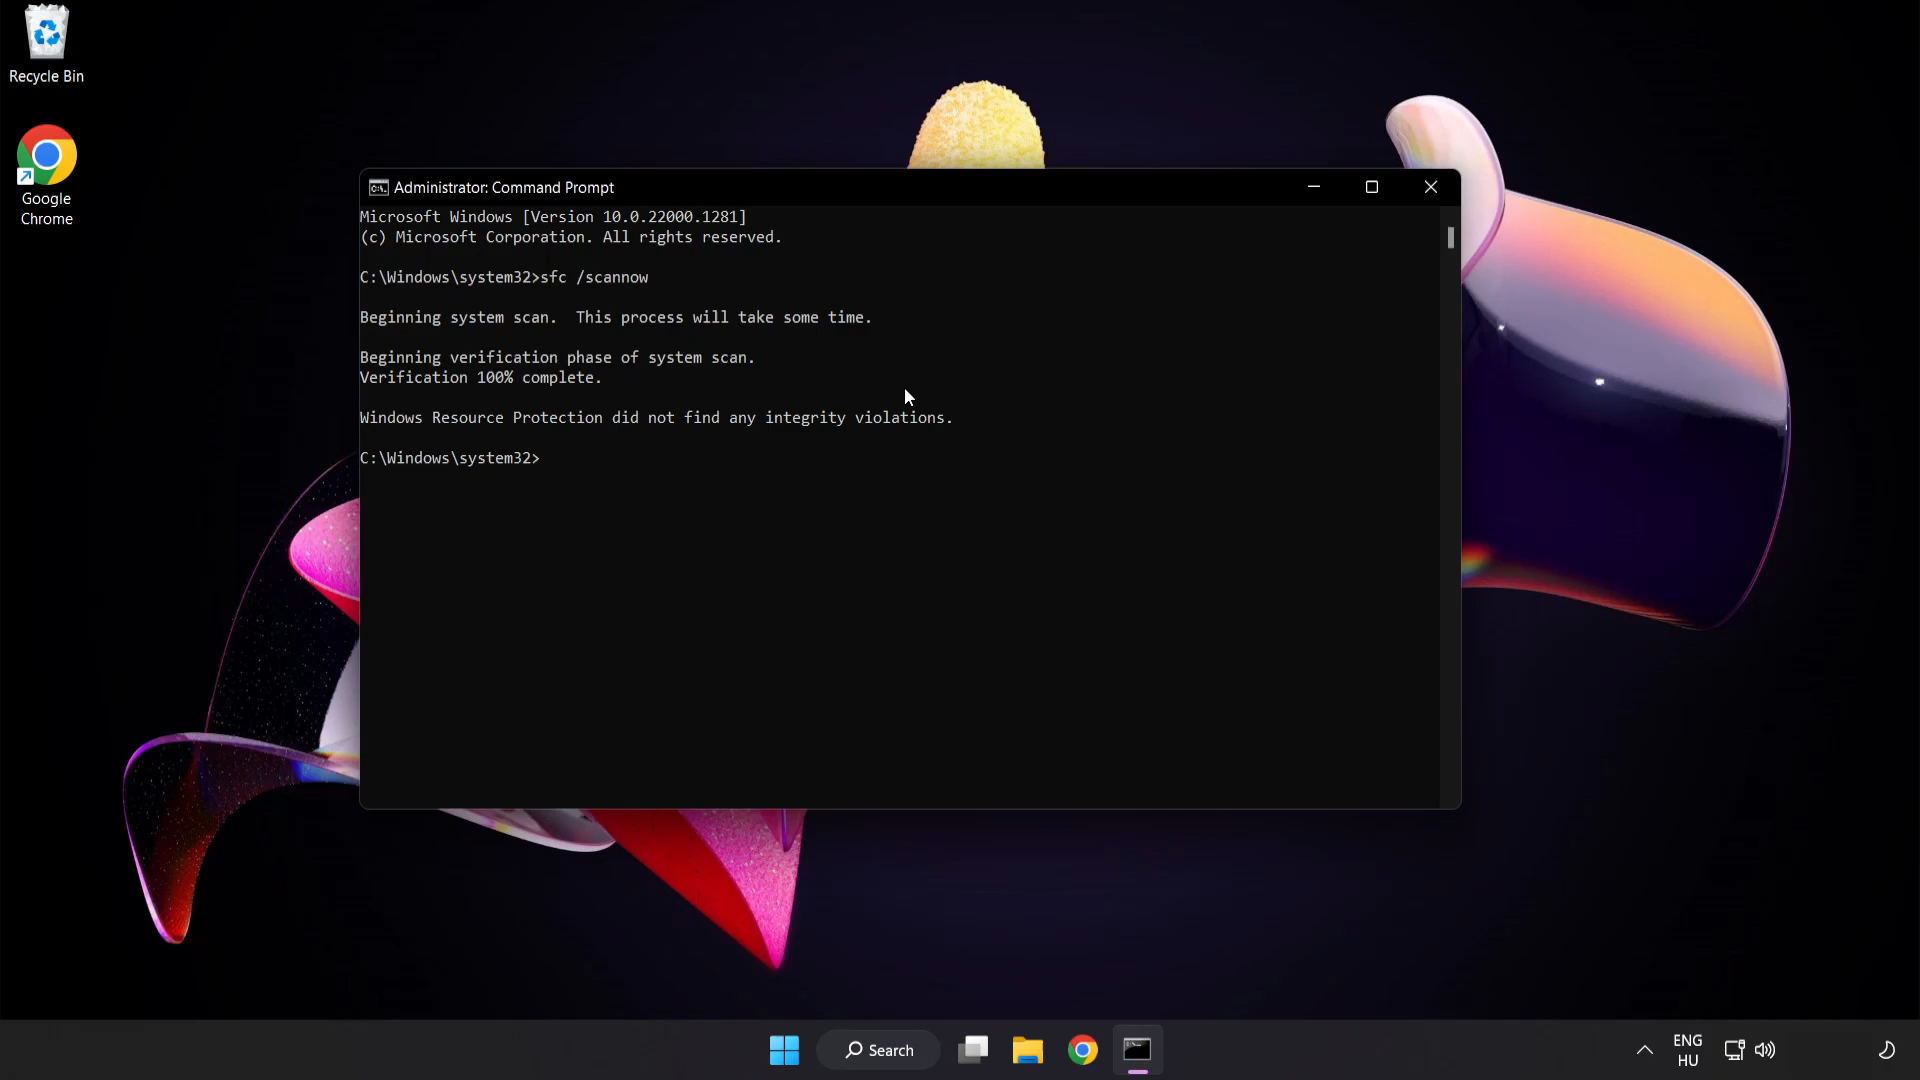 Recycle Bin
Google
Chrome
Administrator: Command Prompt
Microsoft Windows [Version 10.0.22000.1281]
(c) Microsoft Corporation. All rights reserved.
C:\Windows\system32>sfc /scannow
Beginning system scan.  This process will take some time.
Beginning verification phase of system scan.
Verification 100% complete.
Windows Resource Protection did not find any integrity violations.
C:\Windows\system32>
Search
ENG
HU